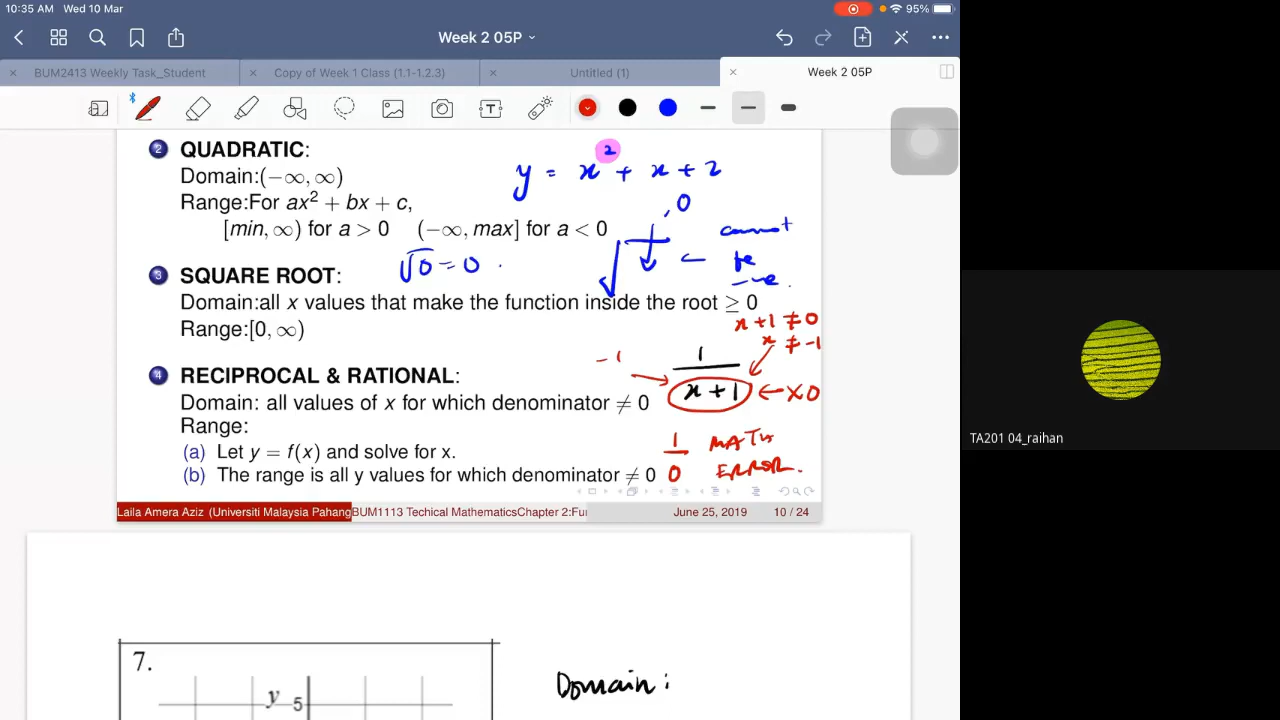 10:35 AM Wed 10 Mar 95%
Week 2 05P
BUM2413 Weekly Task_Student
Copy of Week 1 Class (1.1-1.2.3)
Untitled (1)
Week 2 05P
2 QUADRATIC:
Domain:(−∞, ∞)
y = x² + x + 2
Range:For ax² + bx + c,
, 0
[min, ∞) for a > 0 (−∞, max] for a < 0
cannot
be
−ve.
√0 = 0
3 SQUARE ROOT:
Domain:all x values that make the function inside the root ≥ 0
Range:[0, ∞)
x + 1 ≠ 0
x ≠ −1
−1
1
x + 1 ← × 0
4 RECIPROCAL & RATIONAL:
Domain: all values of x for which denominator ≠ 0
Range:
(a) Let y = f(x) and solve for x.
(b) The range is all y values for which denominator ≠ 0
1 MATH
0 ERROR.
Laila Amera Aziz (Universiti Malaysia Pahang BUM1113 Techical MathematicsChapter 2:Fu June 25, 2019 10 / 24
7.
y 5
Domain :
TA201 04_raihan